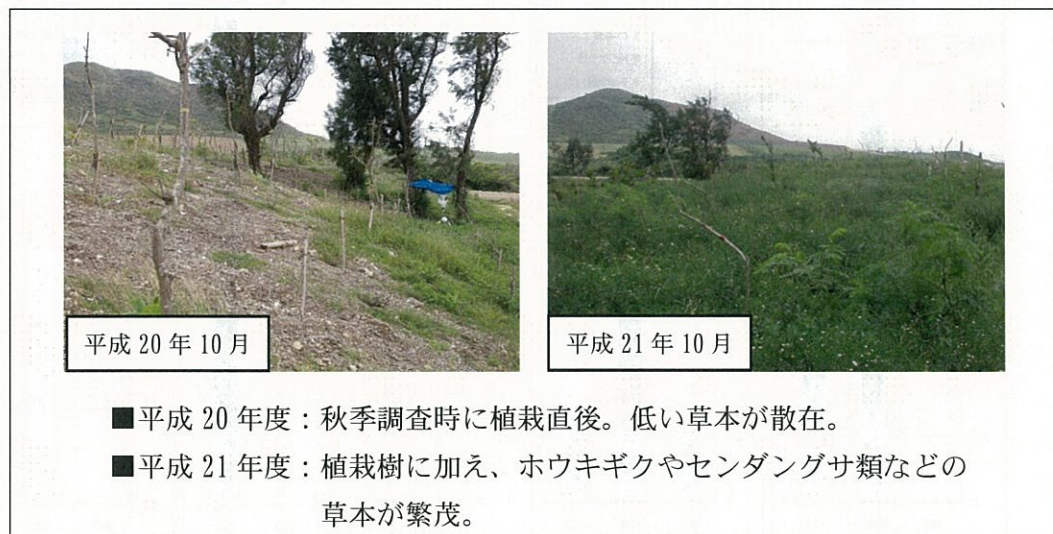 平成 20 年 10 月
平成 21 年 10 月
■平成 20 年度：秋季調査時に植栽直後。低い草本が散在。
■平成 21 年度：植栽樹に加え、ホウキギクやセンダングサ類などの
草本が繁茂。